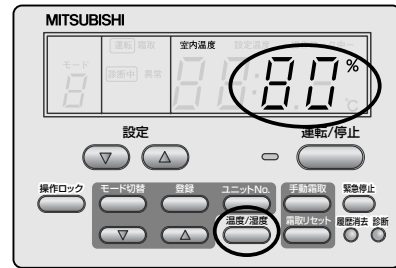 MITSUBISHI
運転 霜取 室内温度 設定温度
モード 診断中 異常 80 % ℃
設定 運転/停止
操作ロック モード切替 登録 ユニットNo. 手動霜取 緊急停止
温度/湿度 霜取リセット 履歴消去 診断